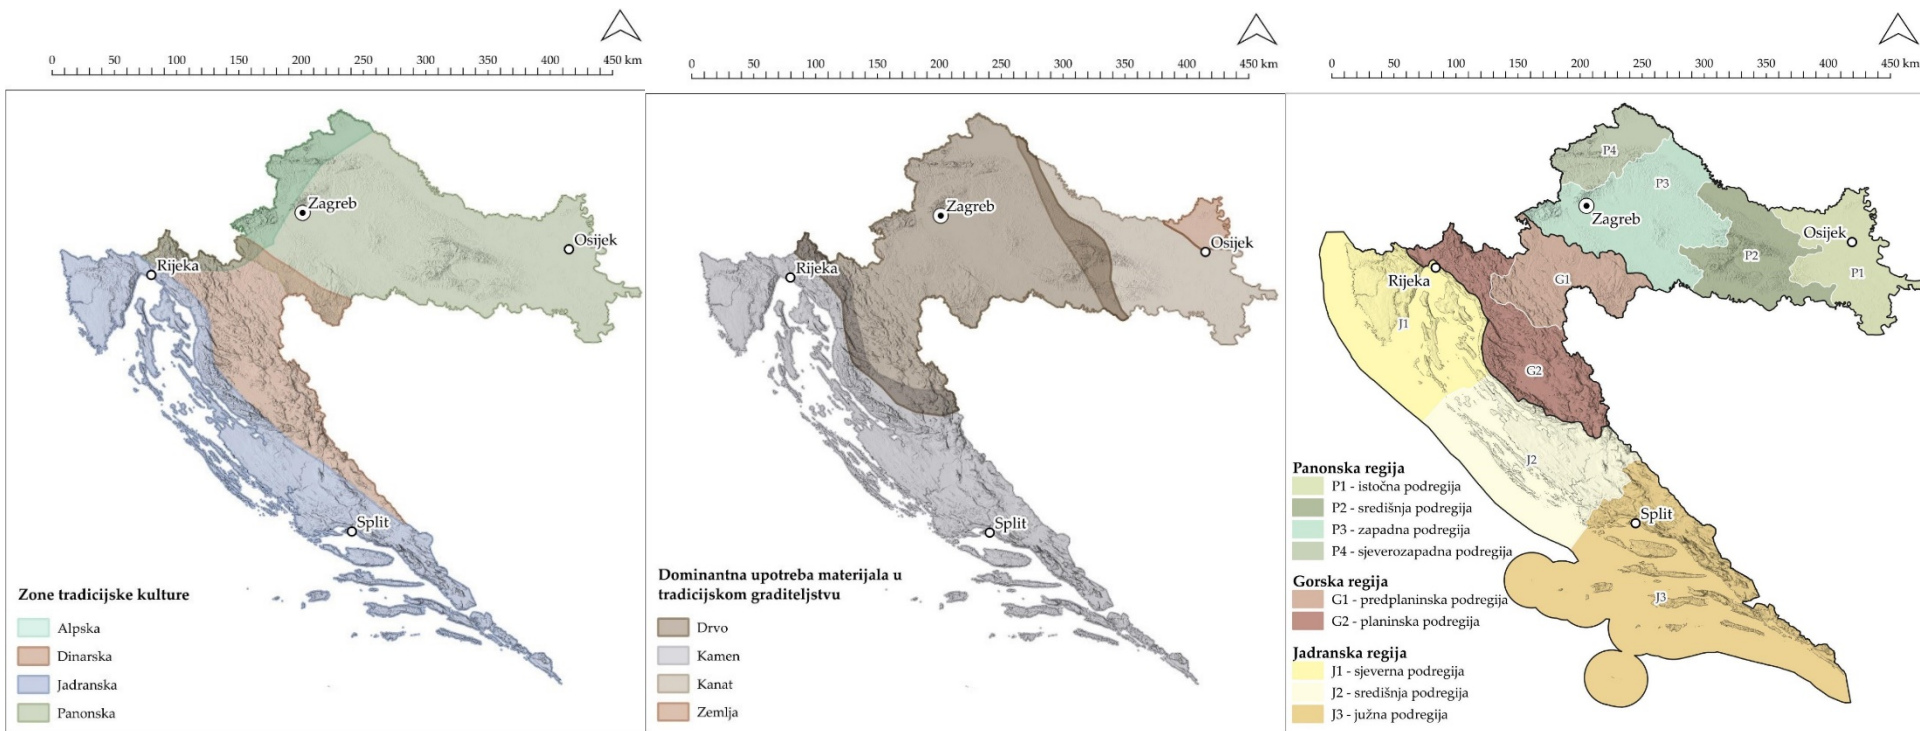 0 50 100 150 200 250 300 350 400 450 km
Zagreb
Osijek
Rijeka
Split
Zone tradicijske kulture
Alpska
Dinarska
Jadranska
Panonska
0 50 100 150 200 250 300 350 400 450 km
Zagreb
Osijek
Rijeka
Split
Dominantna upotreba materijala u
tradicijskom graditeljstvu
Drvo
Kamen
Kanat
Zemlja
0 50 100 150 200 250 300 350 400 450 km
P4
P3
Zagreb
Osijek
P2
P1
G1
Rijeka
J1
G2
J2
Split
J3
Panonska regija
P1 - istočna podregija
P2 - središnja podregija
P3 - zapadna podregija
P4 - sjeverozapadna podregija
Gorska regija
G1 - predplaninska podregija
G2 - planinska podregija
Jadranska regija
J1 - sjeverna podregija
J2 - središnja podregija
J3 - južna podregija